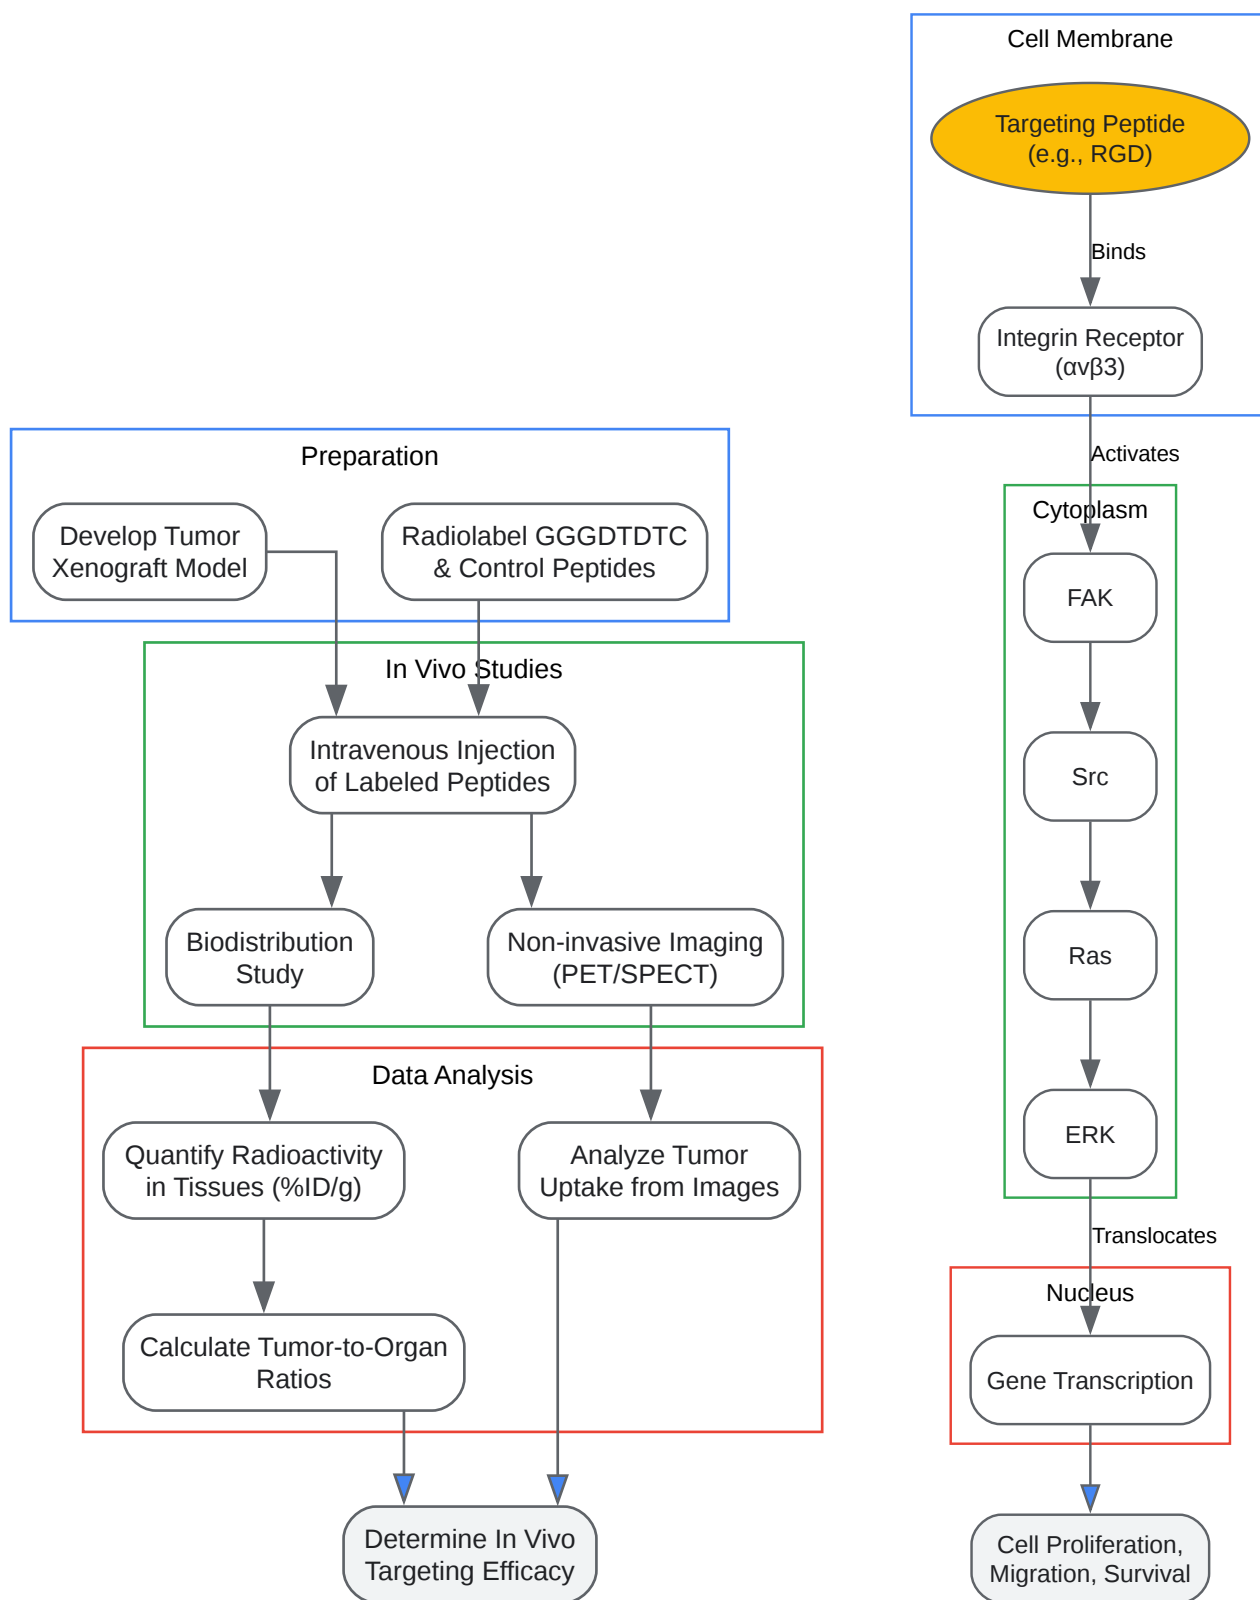 Preparation
Develop Tumor
Xenograft Model
Radiolabel GGGDTDTC
& Control Peptides
In Vivo Studies
Intravenous Injection
of Labeled Peptides
Biodistribution
Study
Non-invasive Imaging
(PET/SPECT)
Data Analysis
Quantify Radioactivity
in Tissues (%ID/g)
Analyze Tumor
Uptake from Images
Calculate Tumor-to-Organ
Ratios
Determine In Vivo
Targeting Efficacy
Cell Membrane
Targeting Peptide
(e.g., RGD)
Binds
Integrin Receptor
(αvβ3)
Activates
Cytoplasm
FAK
Src
Ras
ERK
Translocates
Nucleus
Gene Transcription
Cell Proliferation,
Migration, Survival